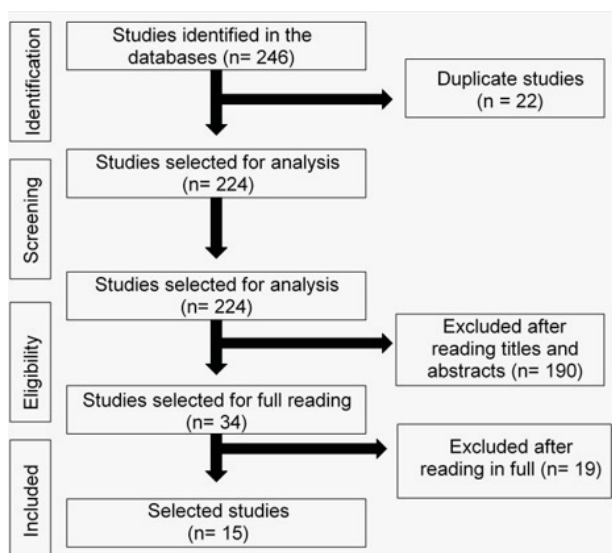 Identification
Studies identified in the
databases (n= 246)
Duplicate studies
(n = 22)
Screening
Studies selected for analysis
(n= 224)
Studies selected for analysis
(n= 224)
Eligibility
Excluded after
reading titles and
abstracts (n= 190)
Studies selected for full reading
(n= 34)
Included
Excluded after
reading in full (n= 19)
Selected studies
(n= 15)